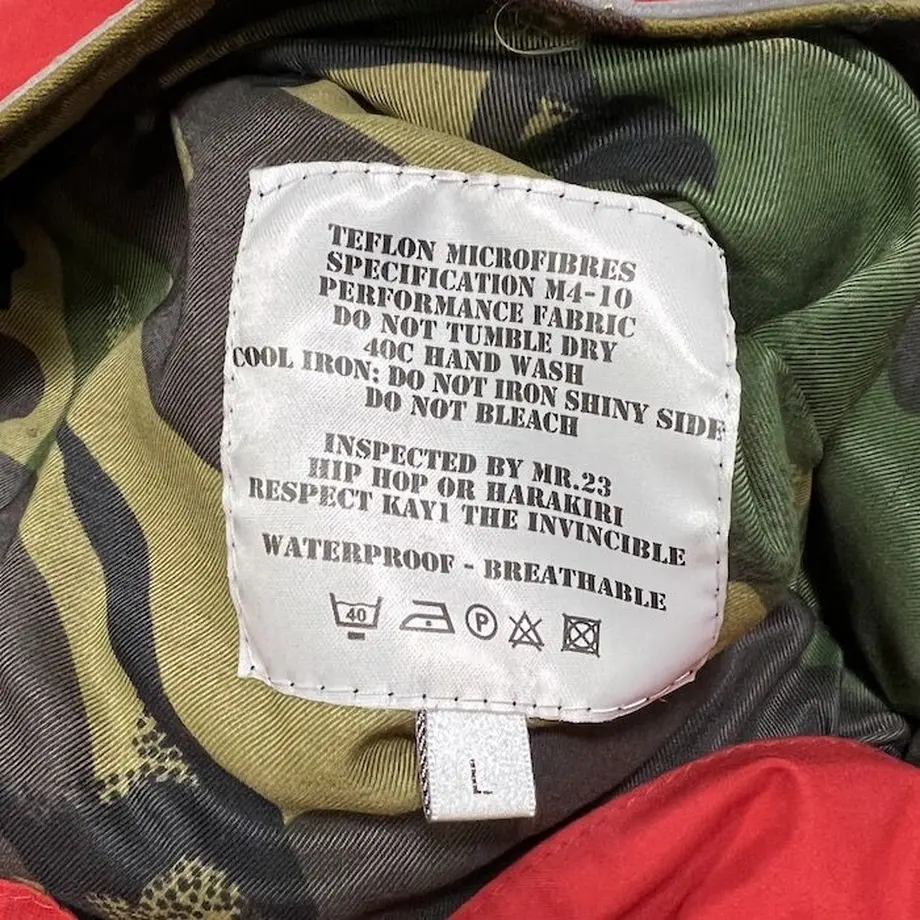 TEFLON MICROFIBRES
SPECIFICATION M4-10
PERFORMANCE FABRIC
DO NOT TUMBLE DRY
40C HAND WASH
COOL IRON: DO NOT IRON SHINY SIDE
DO NOT BLEACH
INSPECTED BY MR.23
HIP HOP OR HARAKIRI
RESPECT KAY1 THE INVINCIBLE
WATERPROOF - BREATHABLE
40 P
L